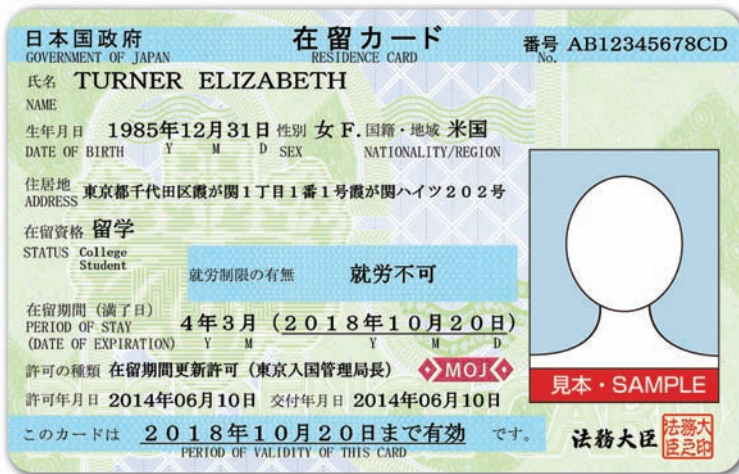 日本国政府 在留カード 番号 AB12345678CD
GOVERNMENT OF JAPAN RESIDENCE CARD No.
氏名 TURNER ELIZABETH
NAME
生年月日 1985年12月31日 性別 女 F. 国籍・地域 米国
DATE OF BIRTH Y M D SEX NATIONALITY/REGION
住居地 東京都千代田区霞が関1丁目1番1号霞が関ハイツ202号
ADDRESS
在留資格 留学
STATUS College
Student
就労制限の有無 就労不可
在留期間(満了日)
PERIOD OF STAY 4年3月(2018年10月20日)
(DATE OF EXPIRATION) Y M Y M D
許可の種類 在留期間更新許可(東京入国管理局長) MOJ
見本・SAMPLE
許可年月日 2014年06月10日 交付年月日 2014年06月10日
このカードは 2018年10月20日まで有効 です。
PERIOD OF VALIDITY OF THIS CARD
法務大臣
法務大臣之印